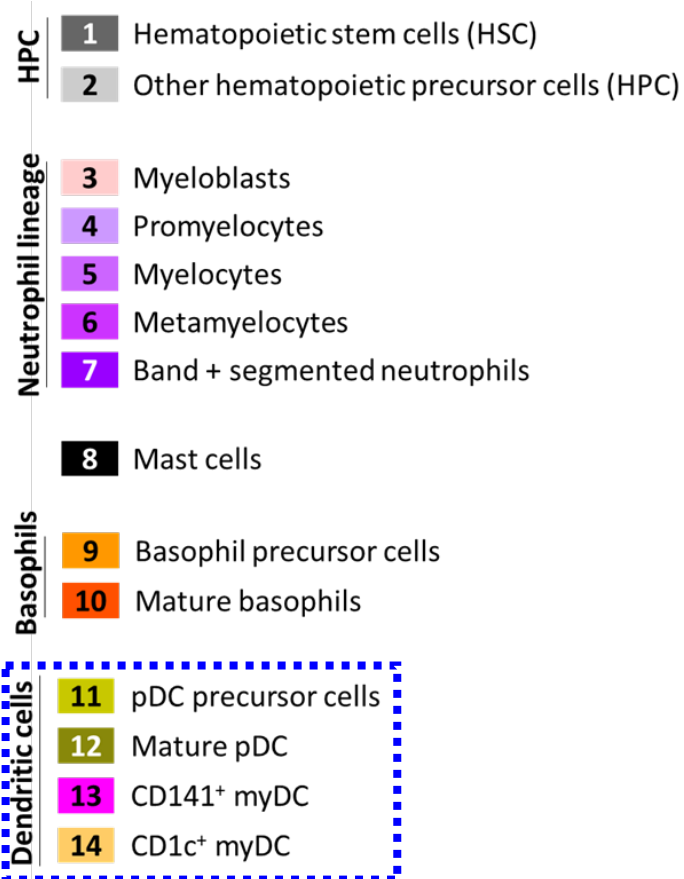 HPC
1 Hematopoietic stem cells (HSC)
2 Other hematopoietic precursor cells (HPC)
Neutrophil lineage
3 Myeloblasts
4 Promyelocytes
5 Myelocytes
6 Metamyelocytes
7 Band + segmented neutrophils
8 Mast cells
Basophils
9 Basophil precursor cells
10 Mature basophils
Dendritic cells
11 pDC precursor cells
12 Mature pDC
13 CD141⁺ myDC
14 CD1c⁺ myDC